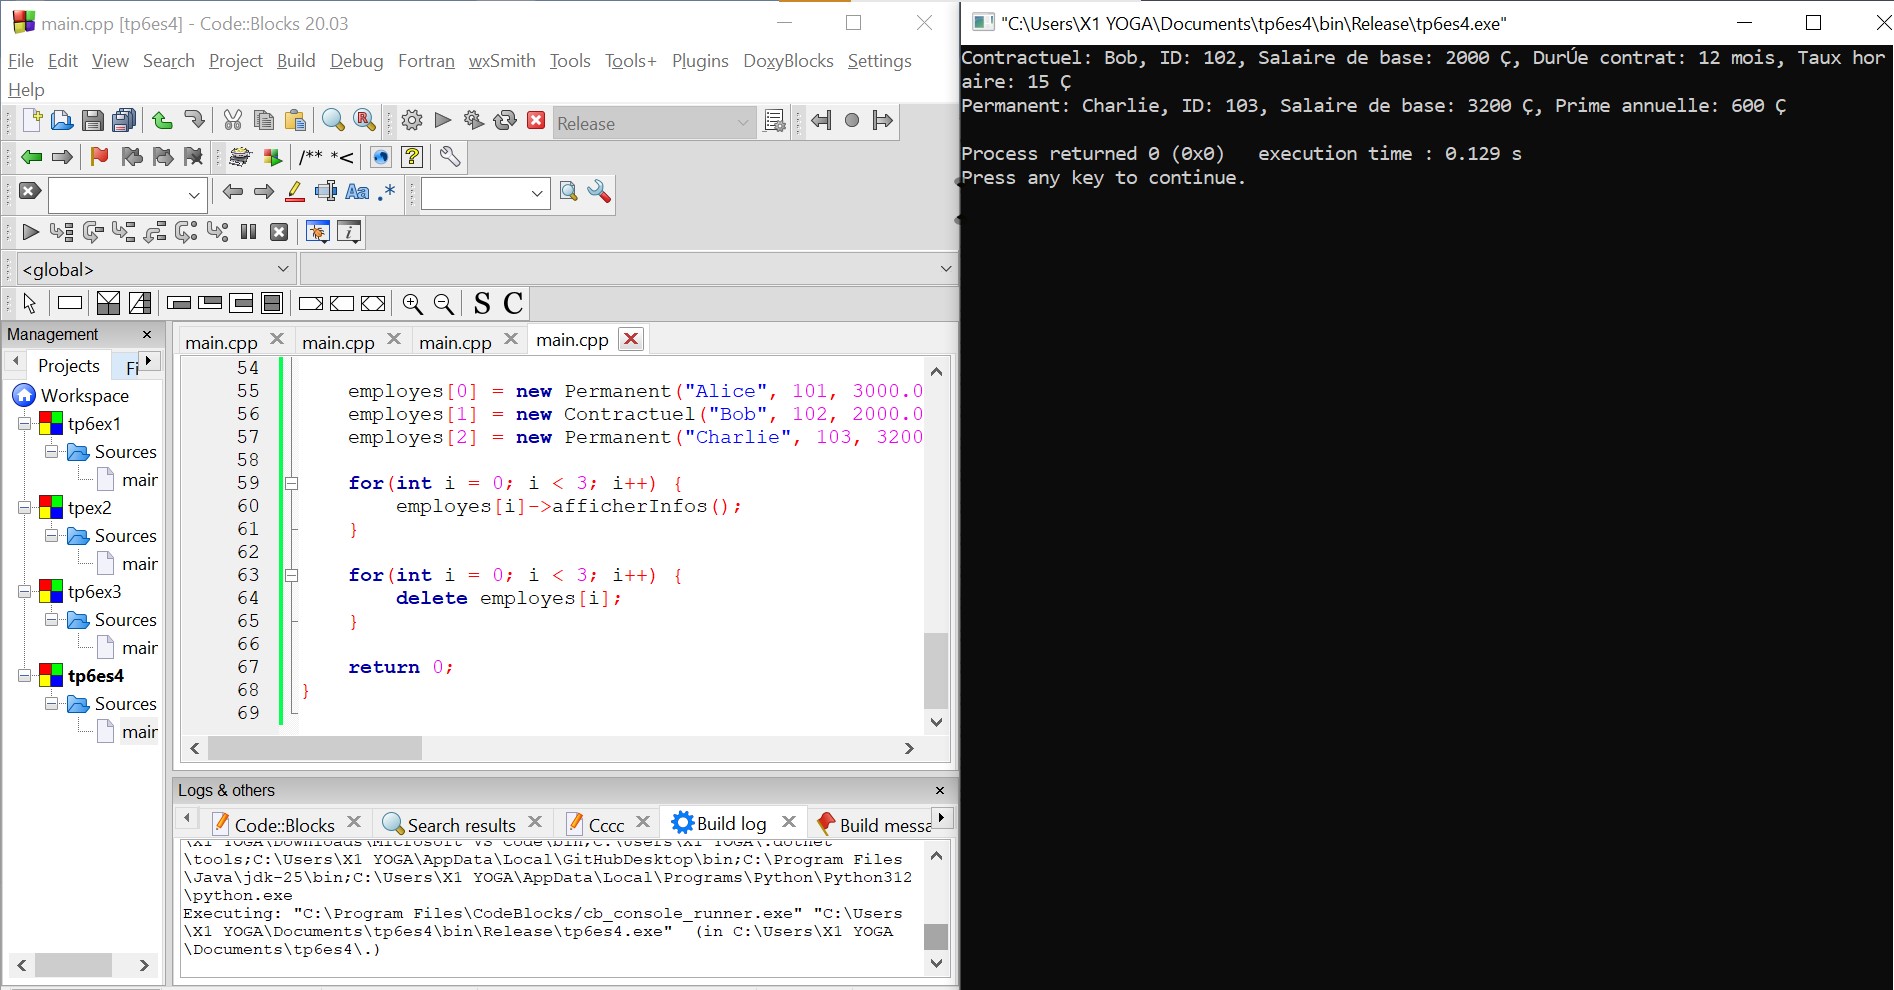 main.cpp [tp6es4] - Code::Blocks 20.03
File Edit View Search Project Build Debug Fortran wxSmith Tools Tools+ Plugins DoxyBlocks Settings
Help
Release
/** *<
Aa .*
<global>
S C
Management
Projects Fi
Workspace
tp6ex1
Sources
main
tpex2
Sources
main
tp6ex3
Sources
main
tp6es4
Sources
main
main.cpp main.cpp main.cpp main.cpp
54
55 employes[0] = new Permanent("Alice", 101, 3000.0
56 employes[1] = new Contractuel("Bob", 102, 2000.0
57 employes[2] = new Permanent("Charlie", 103, 3200
58
59 for(int i = 0; i < 3; i++) {
60 employes[i]->afficherInfos();
61 }
62
63 for(int i = 0; i < 3; i++) {
64 delete employes[i];
65 }
66
67 return 0;
68 }
69
Logs & others
Code::Blocks Search results Cccc Build log Build messa
\X1 YOGA\Downloads\Microsoft VS Code\bin;C:\Users\X1 YOGA\.dotnet
\tools;C:\Users\X1 YOGA\AppData\Local\GitHubDesktop\bin;C:\Program Files
\Java\jdk-25\bin;C:\Users\X1 YOGA\AppData\Local\Programs\Python\Python312
\python.exe
Executing: "C:\Program Files\CodeBlocks/cb_console_runner.exe" "C:\Users
\X1 YOGA\Documents\tp6es4\bin\Release\tp6es4.exe"  (in C:\Users\X1 YOGA
\Documents\tp6es4\.)
"C:\Users\X1 YOGA\Documents\tp6es4\bin\Release\tp6es4.exe"
Contractuel: Bob, ID: 102, Salaire de base: 2000 Ç, DurÚe contrat: 12 mois, Taux hor
aire: 15 Ç
Permanent: Charlie, ID: 103, Salaire de base: 3200 Ç, Prime annuelle: 600 Ç
Process returned 0 (0x0)   execution time : 0.129 s
Press any key to continue.